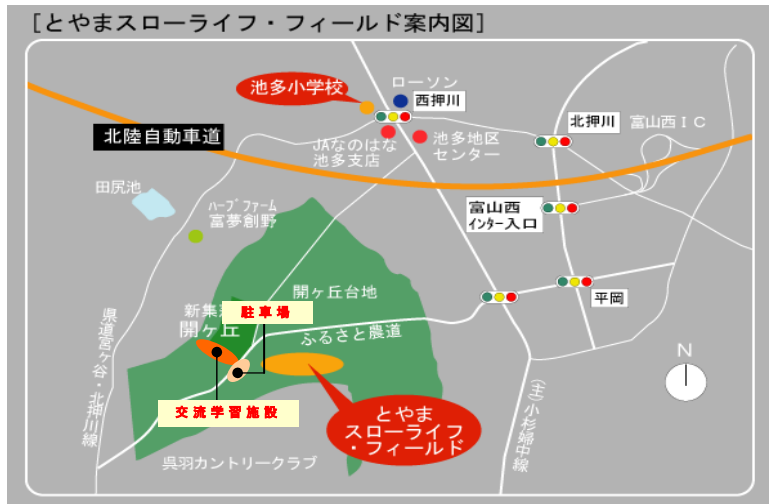 [とやまスローライフ・フィールド案内図]
池多小学校
ローソン
西押川
北陸自動車道
JAなのはな
池多支店
池多地区
センター
北押川
富山西IC
田尻池
ハーブファーム
富夢創野
富山西
インター入口
開ヶ丘台地
新集
開ヶ丘
駐車場
ふるさと農道
平岡
県道宮ヶ谷・北押川線
N
交流学習施設
とやま
スローライフ
・フィールド
(主)小杉婦中線
呉羽カントリークラブ